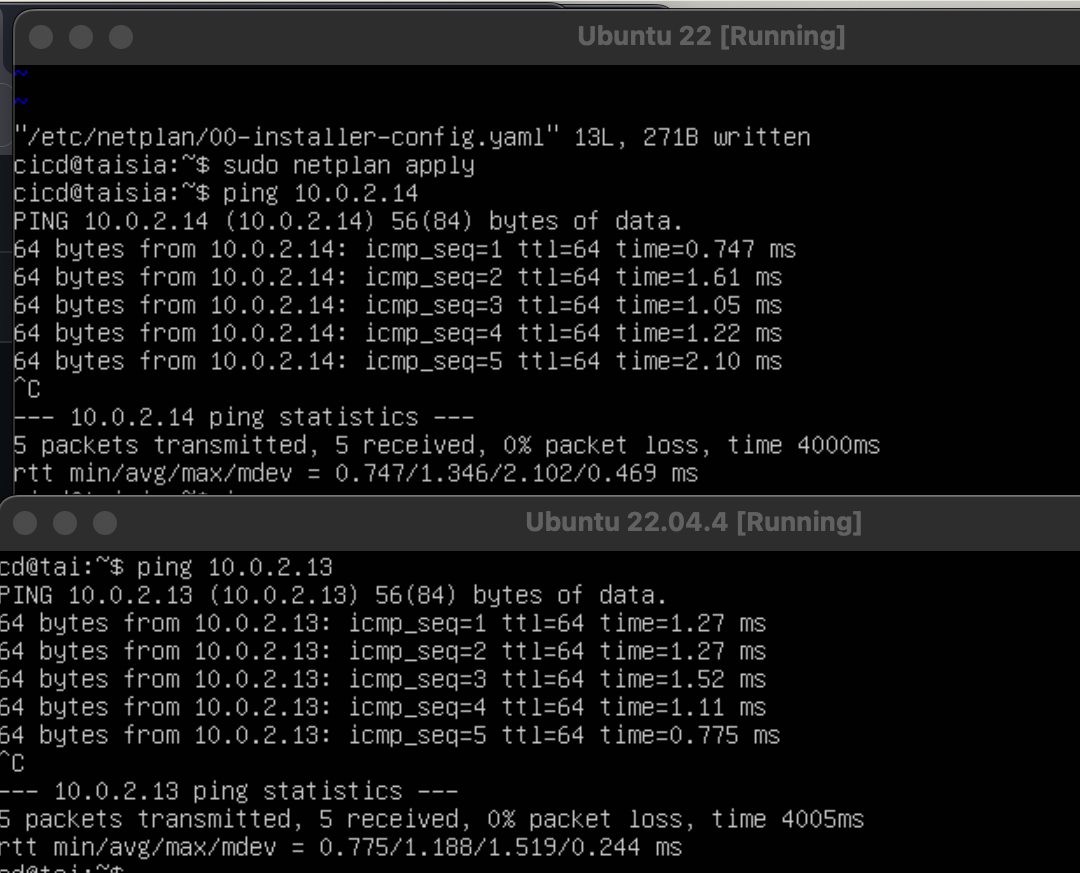 Ubuntu 22 [Running]
~
~
"/etc/netplan/00-installer-config.yaml" 13L, 271B written
cicd@taisia:~$ sudo netplan apply
cicd@taisia:~$ ping 10.0.2.14
PING 10.0.2.14 (10.0.2.14) 56(84) bytes of data.
64 bytes from 10.0.2.14: icmp_seq=1 ttl=64 time=0.747 ms
64 bytes from 10.0.2.14: icmp_seq=2 ttl=64 time=1.61 ms
64 bytes from 10.0.2.14: icmp_seq=3 ttl=64 time=1.05 ms
64 bytes from 10.0.2.14: icmp_seq=4 ttl=64 time=1.22 ms
64 bytes from 10.0.2.14: icmp_seq=5 ttl=64 time=2.10 ms
^C
--- 10.0.2.14 ping statistics ---
5 packets transmitted, 5 received, 0% packet loss, time 4000ms
rtt min/avg/max/mdev = 0.747/1.346/2.102/0.469 ms
Ubuntu 22.04.4 [Running]
cd@tai:~$ ping 10.0.2.13
PING 10.0.2.13 (10.0.2.13) 56(84) bytes of data.
64 bytes from 10.0.2.13: icmp_seq=1 ttl=64 time=1.27 ms
64 bytes from 10.0.2.13: icmp_seq=2 ttl=64 time=1.27 ms
64 bytes from 10.0.2.13: icmp_seq=3 ttl=64 time=1.52 ms
64 bytes from 10.0.2.13: icmp_seq=4 ttl=64 time=1.11 ms
64 bytes from 10.0.2.13: icmp_seq=5 ttl=64 time=0.775 ms
^C
--- 10.0.2.13 ping statistics ---
5 packets transmitted, 5 received, 0% packet loss, time 4005ms
rtt min/avg/max/mdev = 0.775/1.188/1.519/0.244 ms
cd@tai:~$